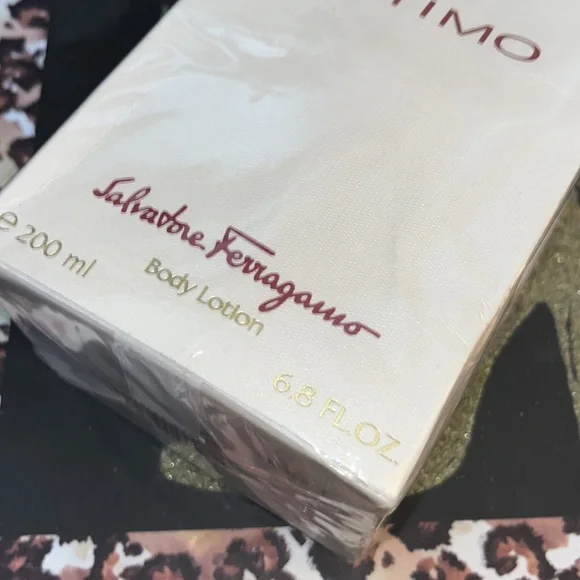 TIMO
Salvatore Ferragamo
e 200 ml
Body Lotion
6.8 FL.OZ.